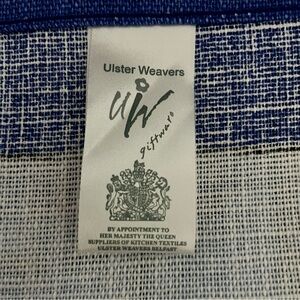 Ulster Weavers
UW
giftware
BY APPOINTMENT TO
HER MAJESTY THE QUEEN
SUPPLIERS OF KITCHEN TEXTILES
ULSTER WEAVERS BELFAST